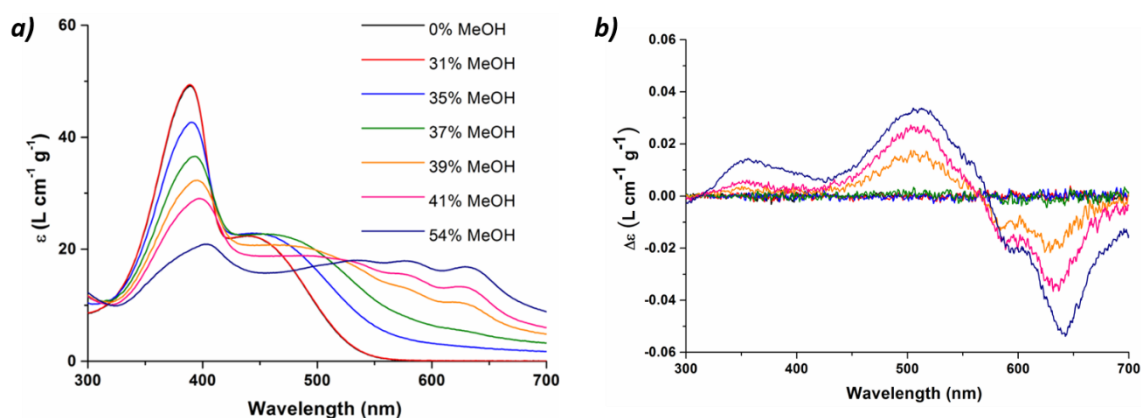 a)
60
40
20
0
ε (L cm⁻¹ g⁻¹)
0% MeOH
31% MeOH
35% MeOH
37% MeOH
39% MeOH
41% MeOH
54% MeOH
300 400 500 600 700
Wavelength (nm)
b)
0.06
0.04
0.02
0.00
-0.02
-0.04
-0.06
Δε (L cm⁻¹ g⁻¹)
300 400 500 600 700
Wavelength (nm)